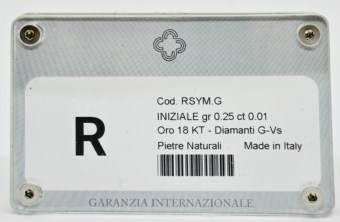 Cod. RSYM.G
INIZIALE gr 0.25 ct 0.01
Oro 18 KT - Diamanti G-Vs
R
Pietre Naturali Made in Italy
GARANZIA INTERNAZIONALE